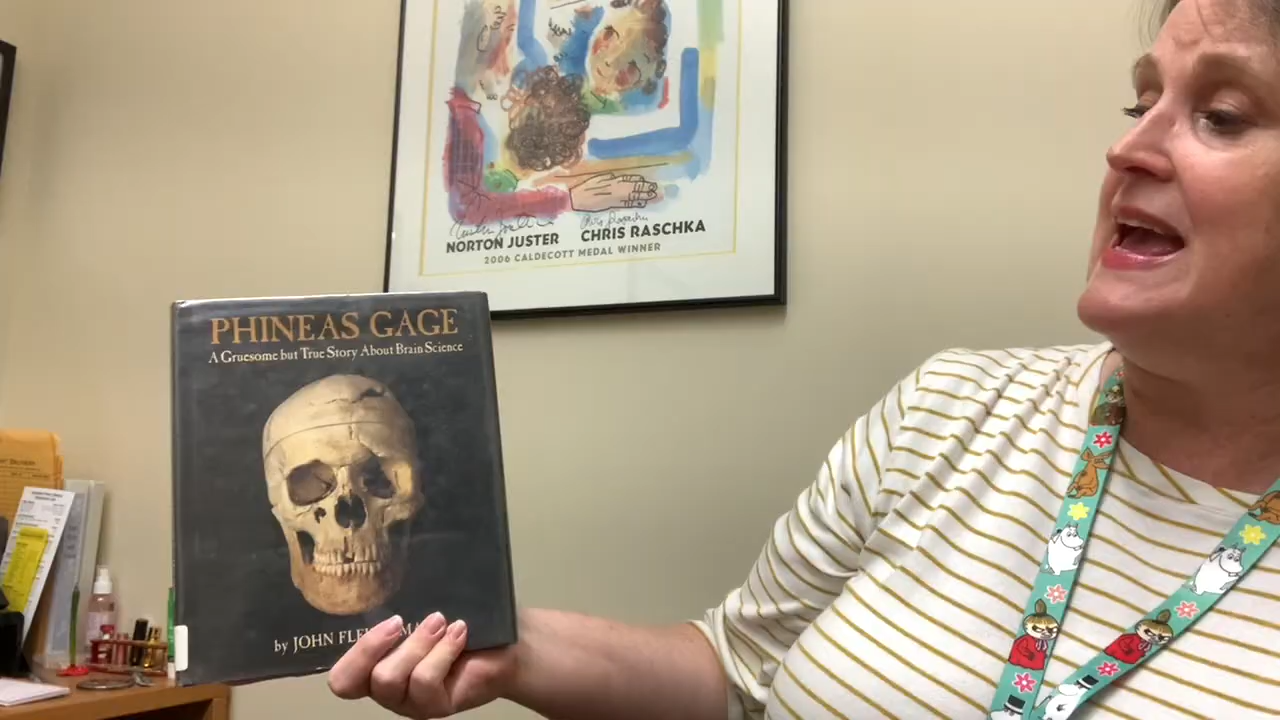 NORTON JUSTER CHRIS RASCHKA
2006 CALDECOTT MEDAL WINNER
PHINEAS GAGE
A Gruesome but True Story About Brain Science
by JOHN